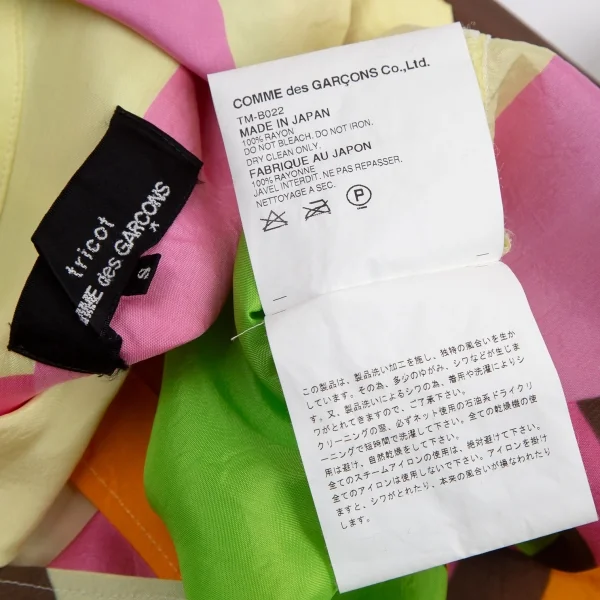 tricot
MME des GARÇONS
*
S
COMME des GARÇONS Co.,Ltd.
TM-B022
MADE IN JAPAN
100% RAYON
DO NOT BLEACH. DO NOT IRON.
DRY CLEAN ONLY.
FABRIQUE AU JAPON
100% RAYONNE
JAVEL INTERDIT. NE PAS REPASSER.
NETTOYAGE A SEC.
P
この製品は、製品洗い加工を施し、独特の風合いを生か
しています。その為、多少のゆがみ、シワなどが生じま
す。又、製品洗いによるシワの為、着用や洗濯によりシ
ワがとれてきますので、ご了承下さい。
クリーニングの際、必ずネット使用の石油系ドライクリ
ーニングで短時間で洗濯して下さい。全ての乾燥機の使
用は避け、自然乾燥をして下さい。
全てのスチームアイロンの使用は、絶対避けて下さい。
全てのアイロンは使用しないで下さい。アイロンを掛け
ますと、シワがとれたり、本来の風合いが損なわれたり
します。